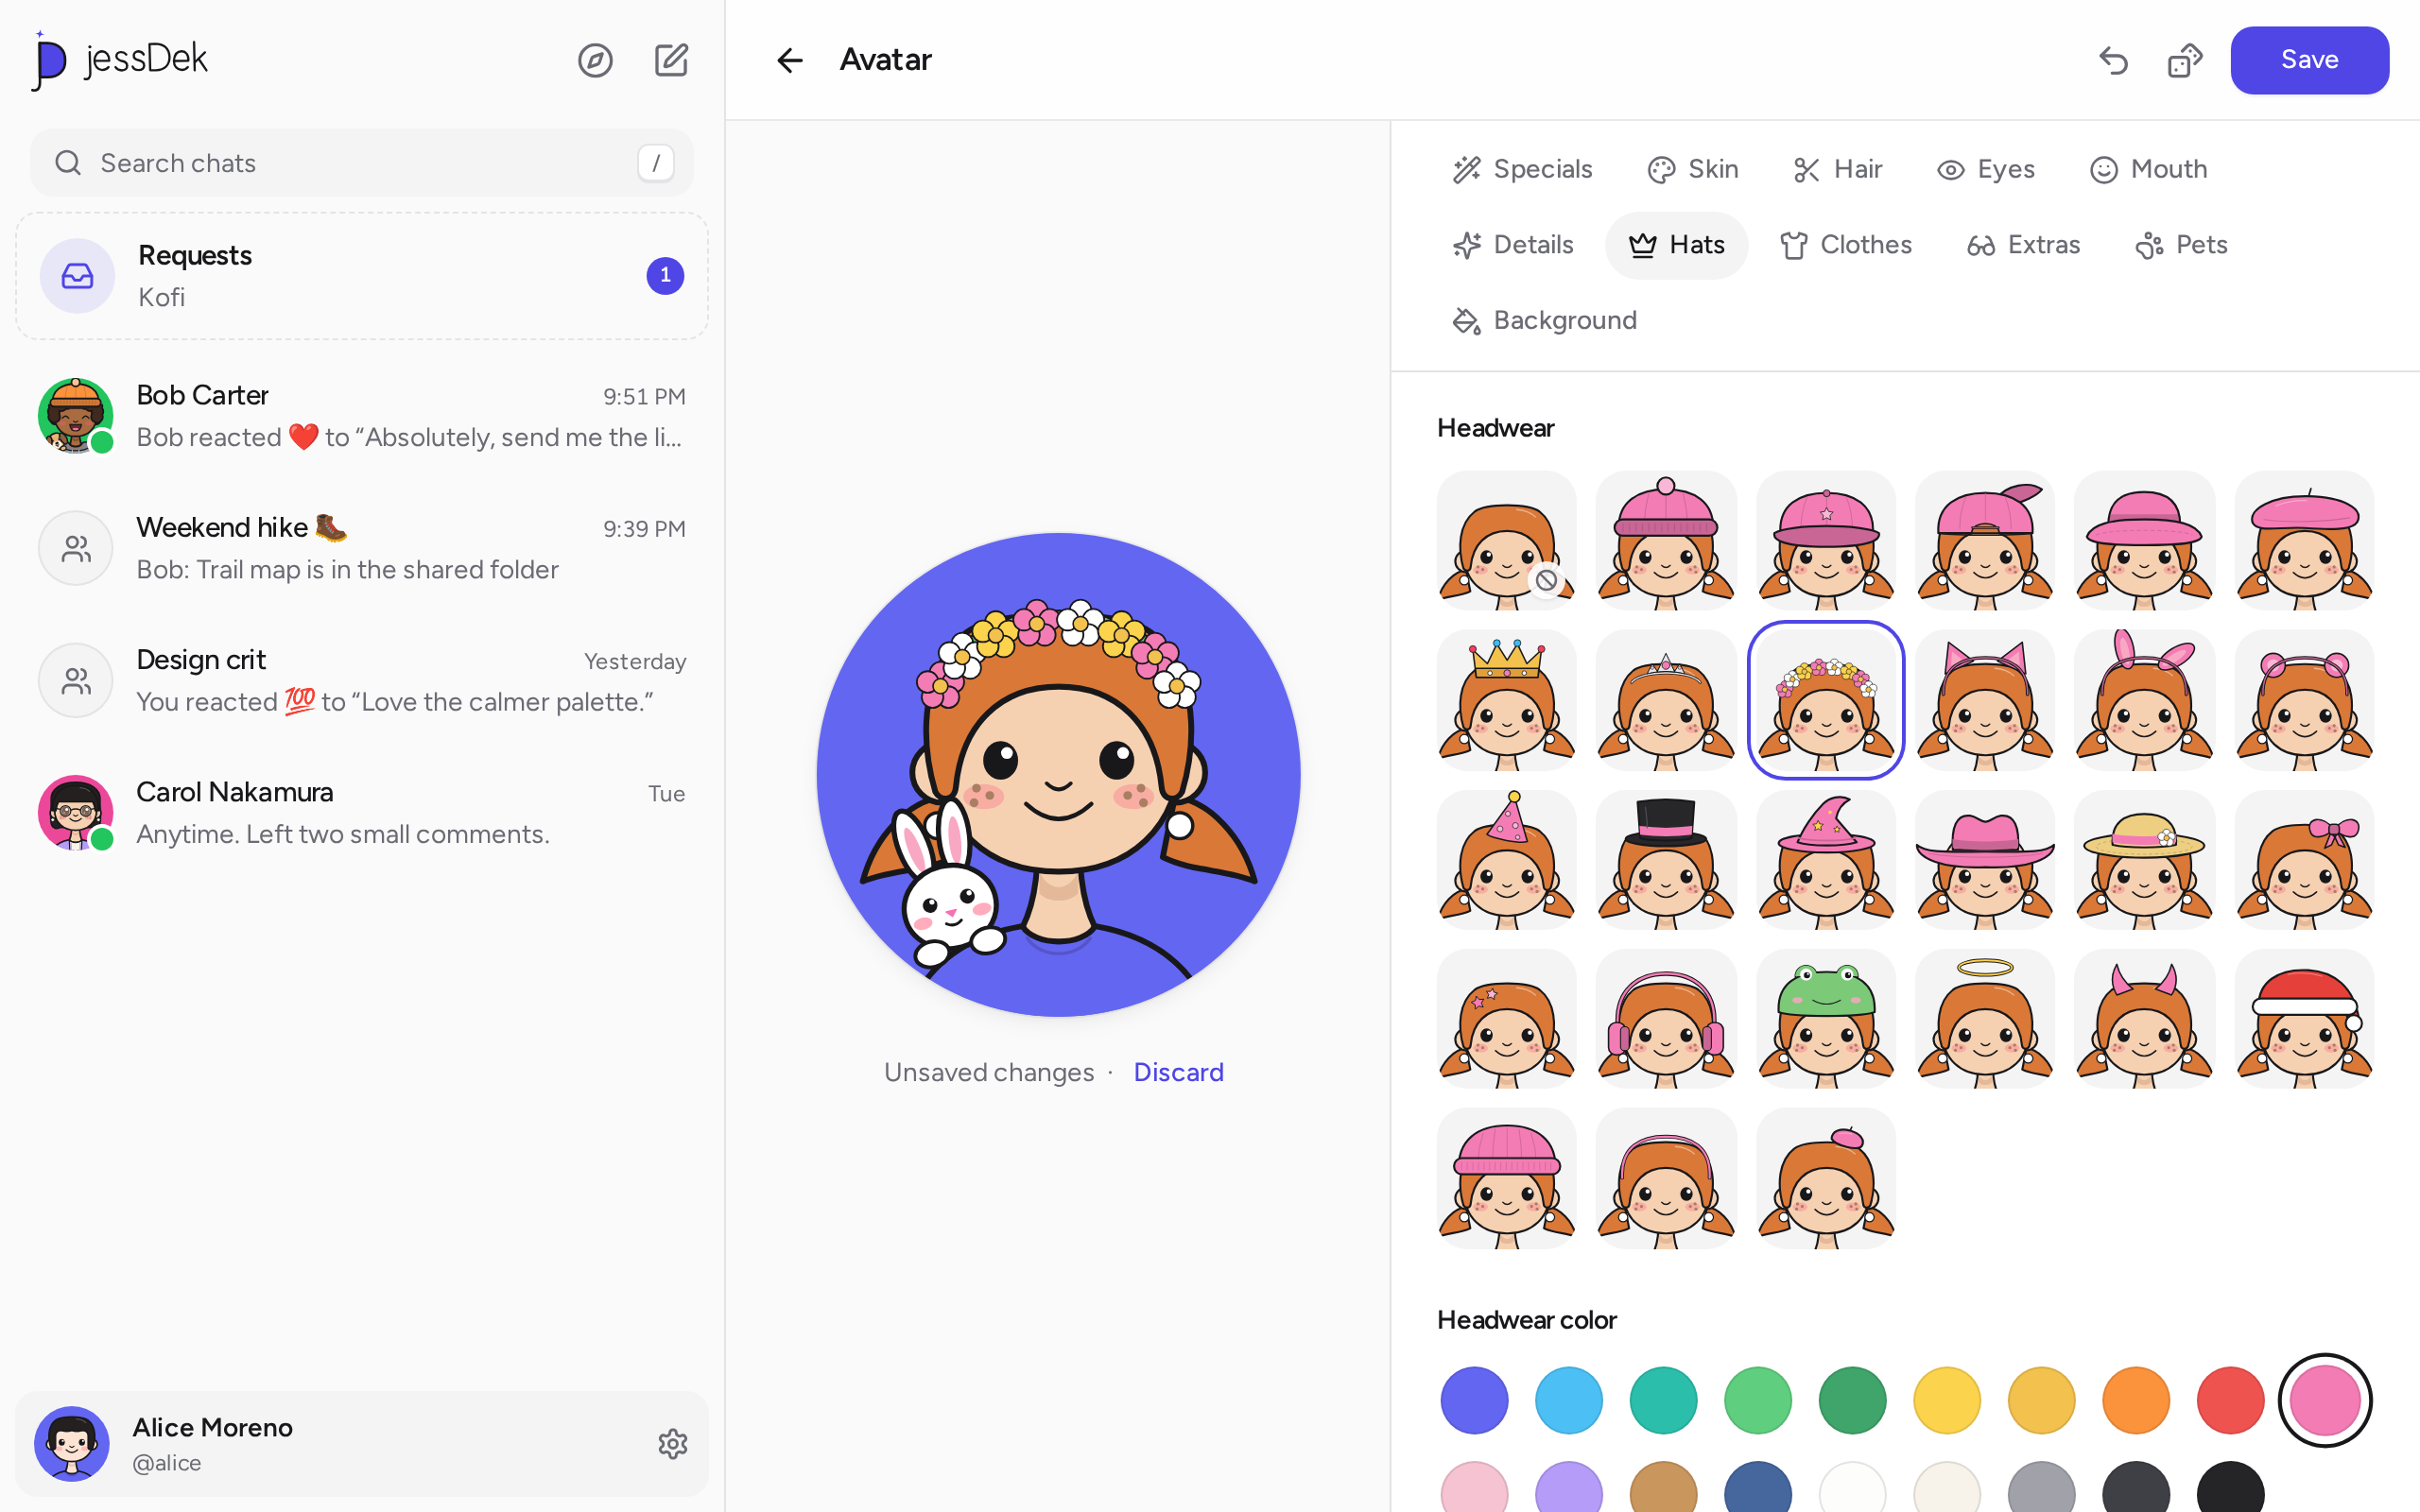 jessDek
Search chats
/
Requests
Kofi
1
Bob Carter
9:51 PM
Bob reacted ❤️ to “Absolutely, send me the li...
Weekend hike 🥾
9:39 PM
Bob: Trail map is in the shared folder
Design crit
Yesterday
You reacted 💯 to “Love the calmer palette.”
Carol Nakamura
Tue
Anytime. Left two small comments.
Alice Moreno
@alice
Avatar
Save
Unsaved changes · Discard
Specials
Skin
Hair
Eyes
Mouth
Details
Hats
Clothes
Extras
Pets
Background
Headwear
Headwear color